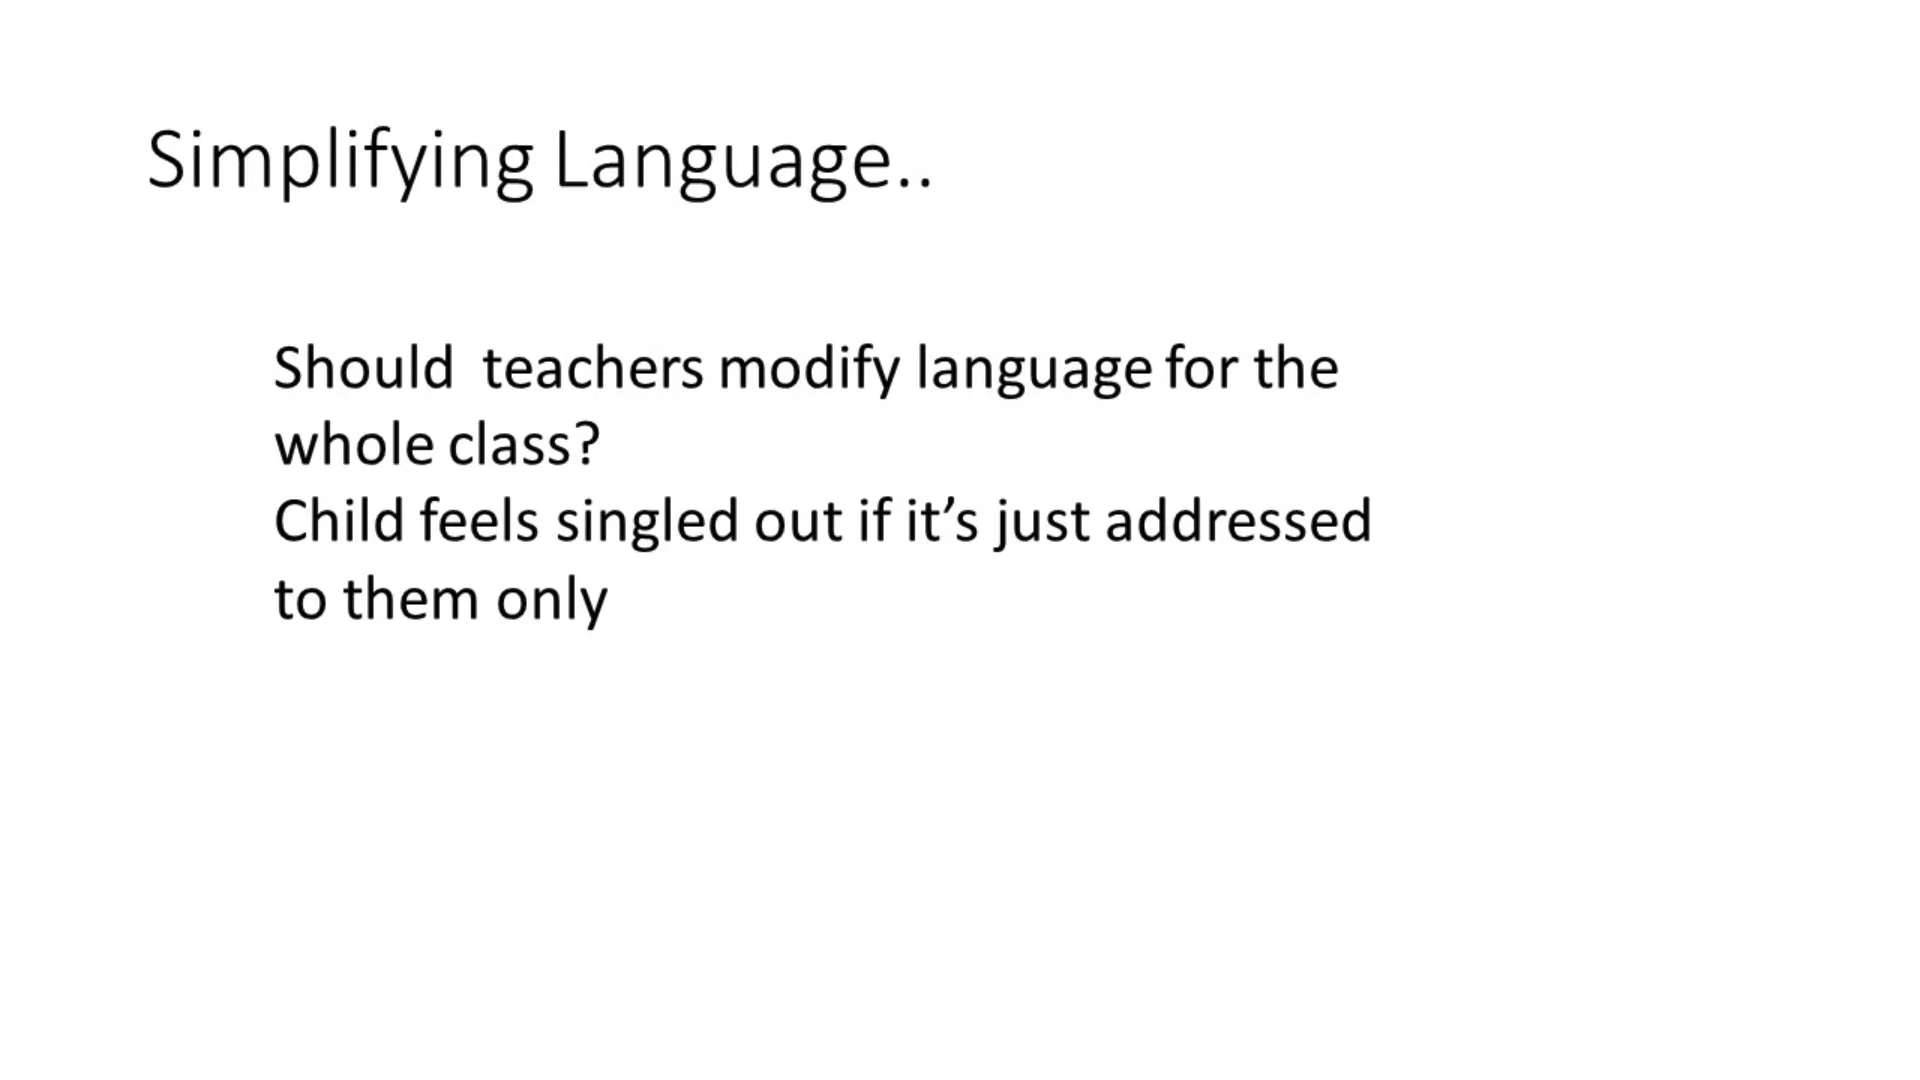 Simplifying Language..
Should  teachers modify language for the
whole class?
Child feels singled out if it’s just addressed
to them only